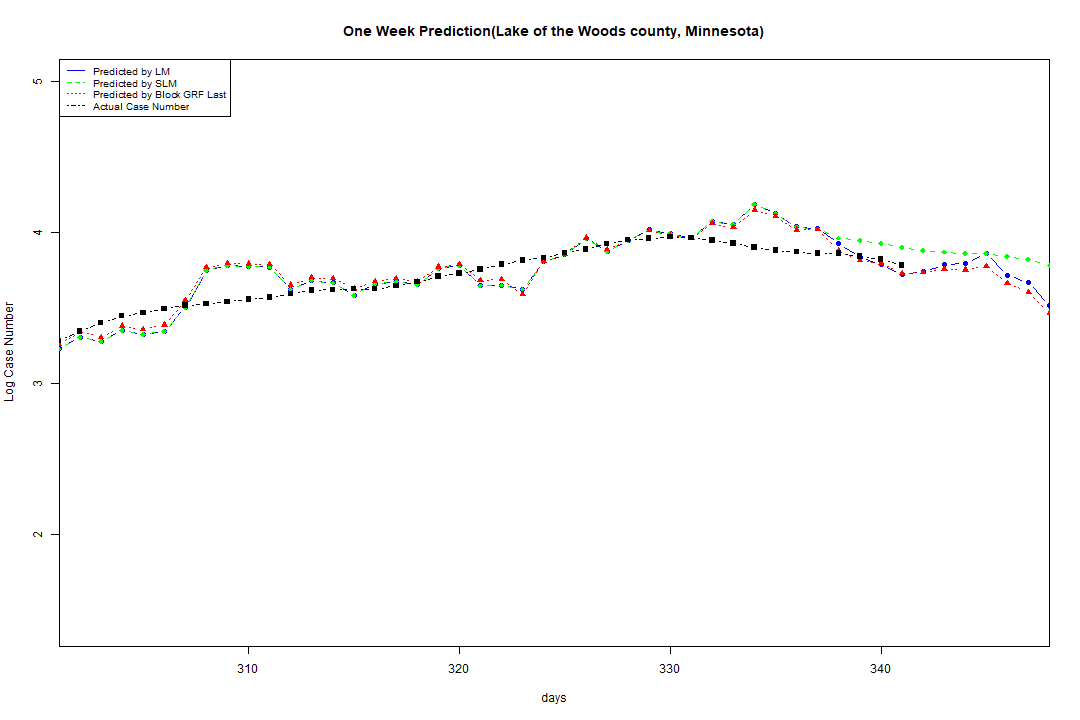 One Week Prediction(Lake of the Woods county, Minnesota)
Predicted by LM
Predicted by SLM
Predicted by Block GRF Last
Actual Case Number
5
4
3
2
Log Case Number
310 320 330 340
days